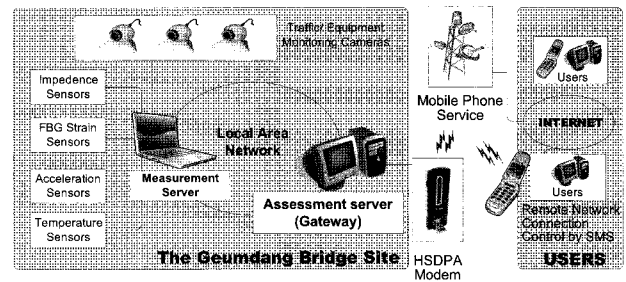 Traffic/ Equipment
Monitoring Cameras
Impedence
Sensors
FBG Strain
Sensors
Acceleration
Sensors
Temperature
Sensors
Measurement
Server
Local Area
Network
Assessment server
(Gateway)
The Geumdang Bridge Site
Mobile Phone
Service
HSDPA
Modem
Users
INTERNET
Users
Remote Network
Connection
Control by SMS
USERS